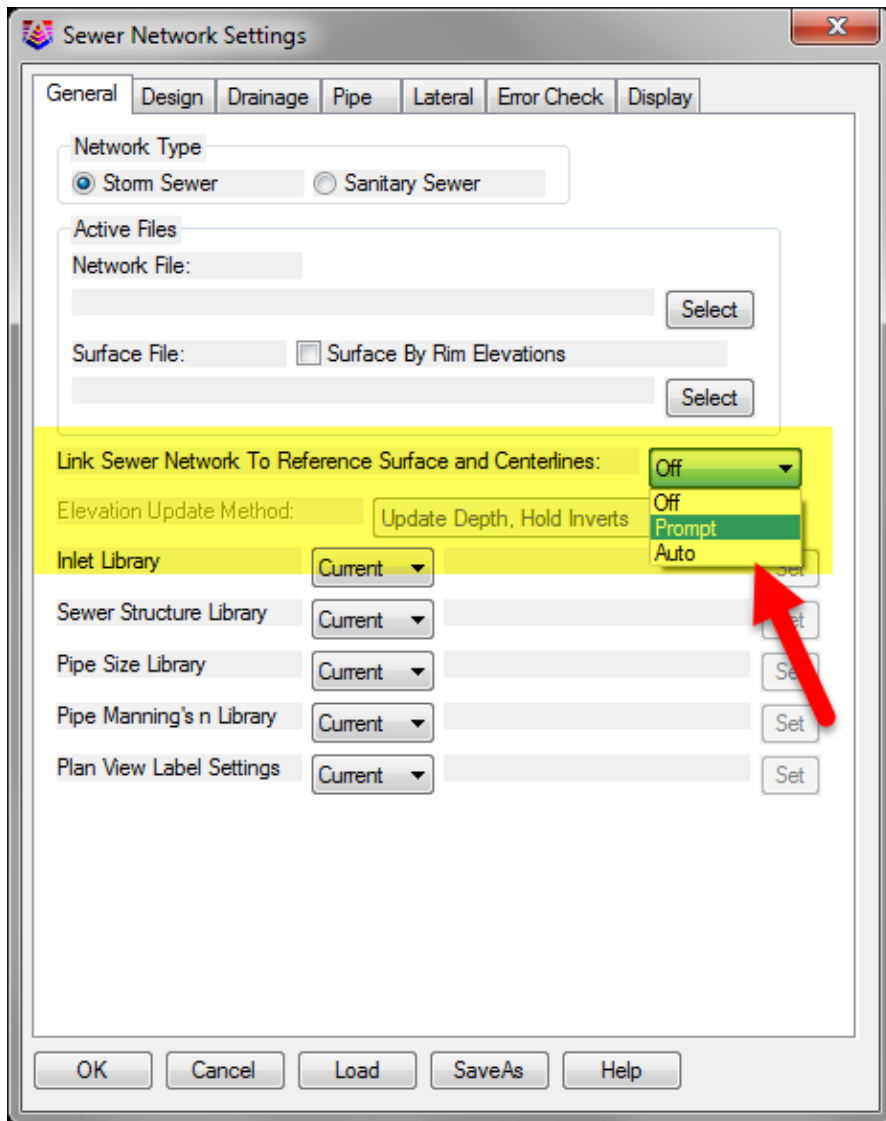 Sewer Network Settings
General Design Drainage Pipe Lateral Error Check Display
Network Type
Storm Sewer Sanitary Sewer
Active Files
Network File:
Select
Surface File: Surface By Rim Elevations
Select
Link Sewer Network To Reference Surface and Centerlines: Off
Off
Elevation Update Method: Update Depth, Hold Inverts
Prompt
Auto
Inlet Library Current Set
Sewer Structure Library Current Set
Pipe Size Library Current Set
Pipe Manning's n Library Current Set
Plan View Label Settings Current Set
OK Cancel Load SaveAs Help